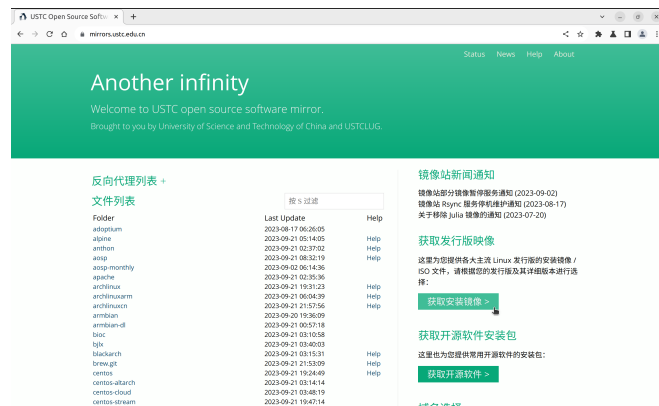 USTC Open Source Softw
mirrors.ustc.edu.cn
Status News Help About
Another infinity
Welcome to USTC open source software mirror.
Brought to you by University of Science and Technology of China and USTCLUG.
反向代理列表 +
文件列表
按 S 过滤
Folder Last Update Help
adoptium 2023-08-17 06:26:05
alpine 2023-09-21 05:14:05 Help
anthon 2023-09-21 02:37:02 Help
aosp 2023-09-21 08:32:19 Help
aosp-monthly 2023-09-02 06:14:36
apache 2023-09-21 02:35:36
archlinux 2023-09-21 19:31:23 Help
archlinuxarm 2023-09-21 06:04:39 Help
archlinuxcn 2023-09-21 21:57:56 Help
armbian 2023-09-20 19:36:09
armbian-dl 2023-09-21 00:57:18
bioc 2023-09-21 03:10:58
bjlx 2023-09-21 03:40:03
blackarch 2023-09-21 03:15:31 Help
brew.git 2023-09-21 21:53:09 Help
centos 2023-09-21 19:24:49 Help
centos-altarch 2023-09-21 03:14:14
centos-cloud 2023-09-21 03:48:19
centos-stream 2023-09-21 19:47:14
镜像站新闻通知
镜像站部分镜像暂停服务通知 (2023-09-02)
镜像站 Rsync 服务停机维护通知 (2023-08-17)
关于移除 Julia 镜像的通知 (2023-07-20)
获取发行版映像
这里为您提供各大主流 Linux 发行版的安装镜像 /
ISO 文件，请根据您的发行版及其详细版本进行选
择：
获取安装镜像 >
获取开源软件安装包
这里也为您提供常用开源软件的安装包：
获取开源软件 >